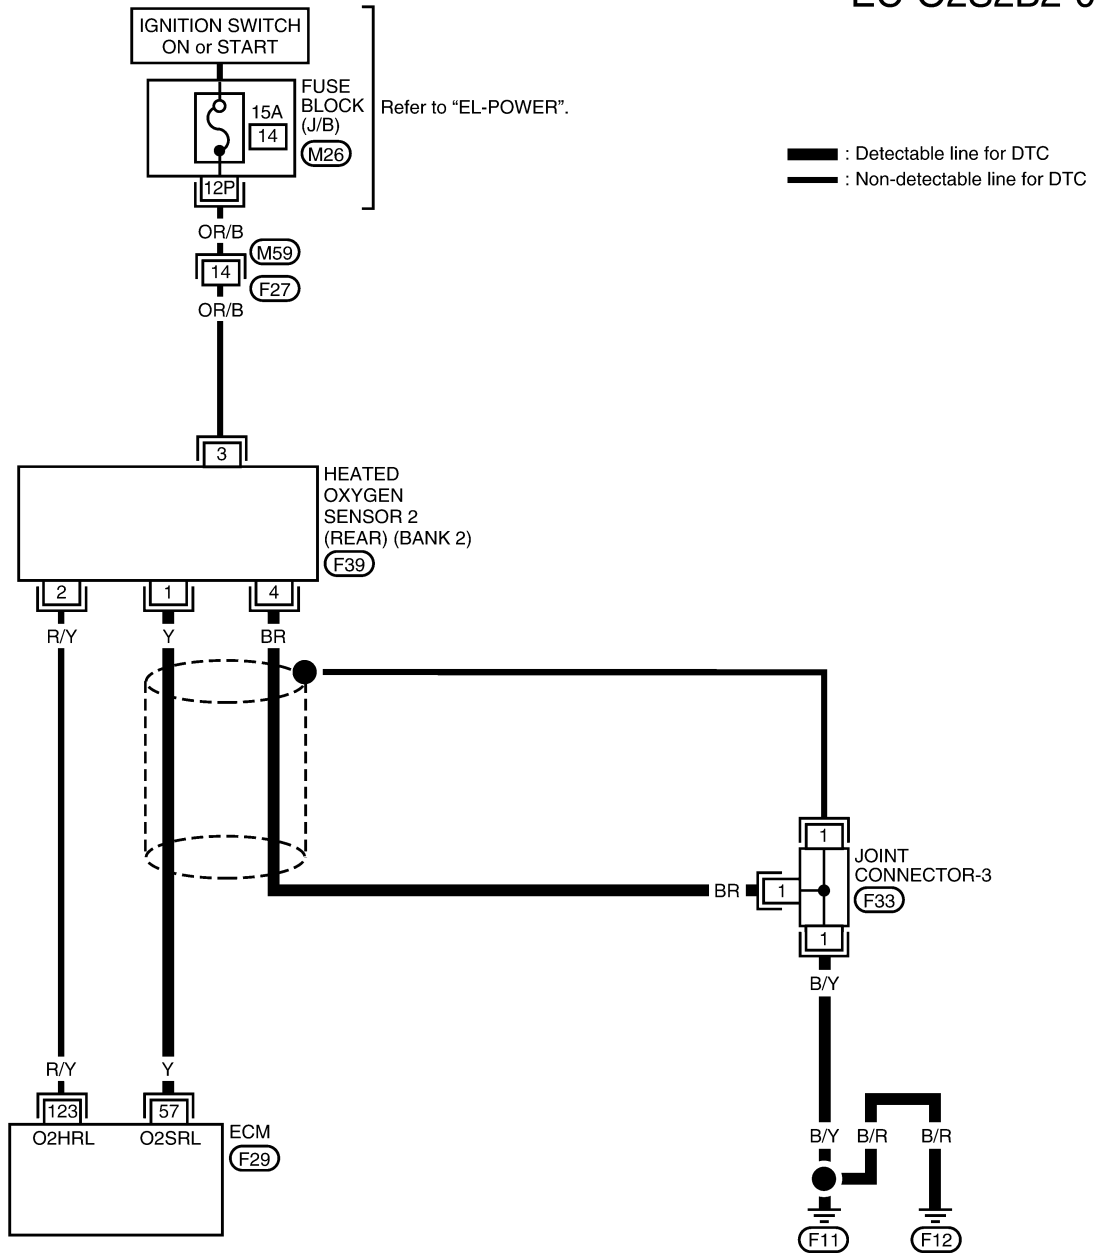 IGNITION SWITCH
ON or START
FUSE
BLOCK
(J/B)
M26
15A
14
Refer to “EL-POWER”.
12P
: Detectable line for DTC
: Non-detectable line for DTC
OR/B
M59
14
F27
OR/B
3
HEATED
OXYGEN
SENSOR 2
(REAR) (BANK 2)
F39
2 1 4
R/Y Y BR
1
JOINT
CONNECTOR-3
F33
BR 1
1
B/Y
R/Y Y
123 57
O2HRL O2SRL
ECM
F29
B/Y B/R B/R
F11 F12